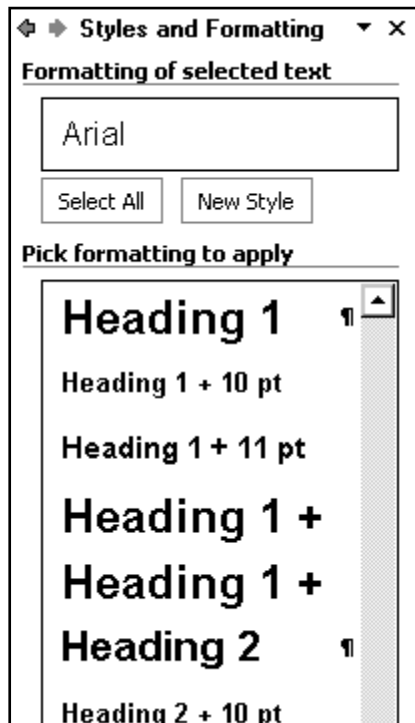 Styles and Formatting
Formatting of selected text
Arial
Select All New Style
Pick formatting to apply
Heading 1 ¶
Heading 1 + 10 pt
Heading 1 + 11 pt
Heading 1 +
Heading 1 +
Heading 2 ¶
Heading 2 + 10 pt